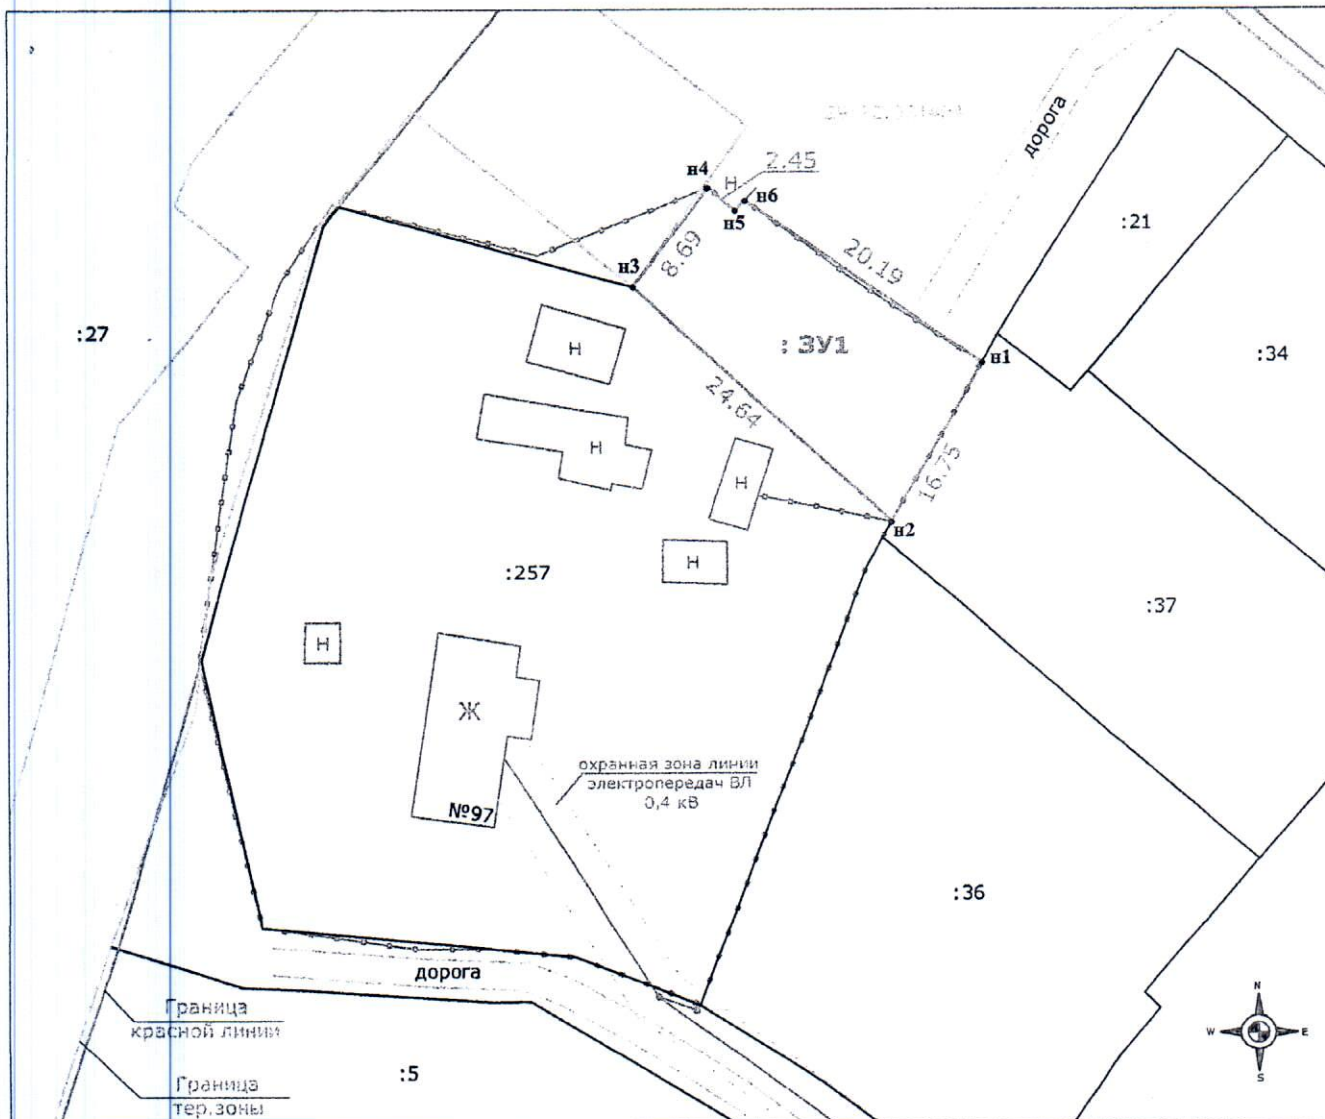 дорога
2.45
н4
Н
н6
н5
:21
20.19
8.69
н3
:27
: ЗУ1
н1
:34
Н
24.64
Н
16.75
Н
н2
Н
:257
:37
Н
Ж
охранная зона линии
электропередач ВЛ
0,4 кВ
№97
:36
дорога
N
W
E
S
Граница
красной линии
:5
Граница
тер.зоны